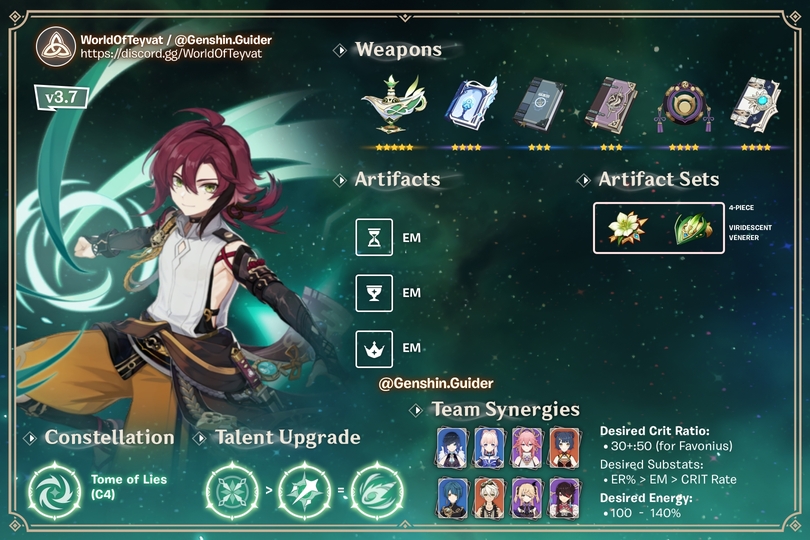 WorldOfTeyvat / @Genshin.Guider
https://discord.gg/WorldOfTeyvat
v3.7
Weapons
Artifacts
EM
EM
EM
Artifact Sets
4-PIECE
VIRIDESCENT
VENERER
@Genshin.Guider
Constellation
Tome of Lies
(C4)
Talent Upgrade
> =
Team Synergies
Desired Crit Ratio:
• 30+:50 (for Favonius)
Desired Substats:
• ER% > EM > CRIT Rate
Desired Energy:
• 100 - 140%